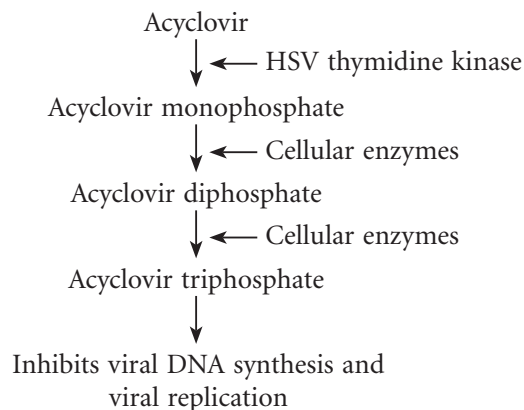 Acyclovir
HSV thymidine kinase
Acyclovir monophosphate
Cellular enzymes
Acyclovir diphosphate
Cellular enzymes
Acyclovir triphosphate
Inhibits viral DNA synthesis and
viral replication